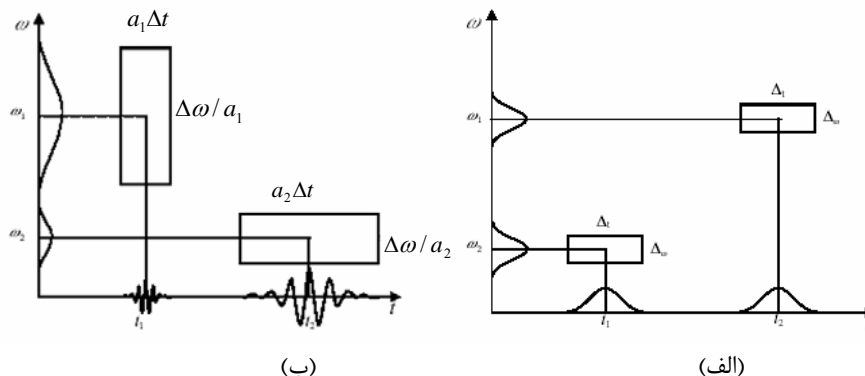 ω
a₁Δt
Δω/a₁
ω₁
a₂Δt
Δω/a₂
ω₂
t₁
t₂
t
(ب)
ω
Δₜ
Δω
ω₁
Δₜ
Δω
ω₂
t₁
t₂
(الف)